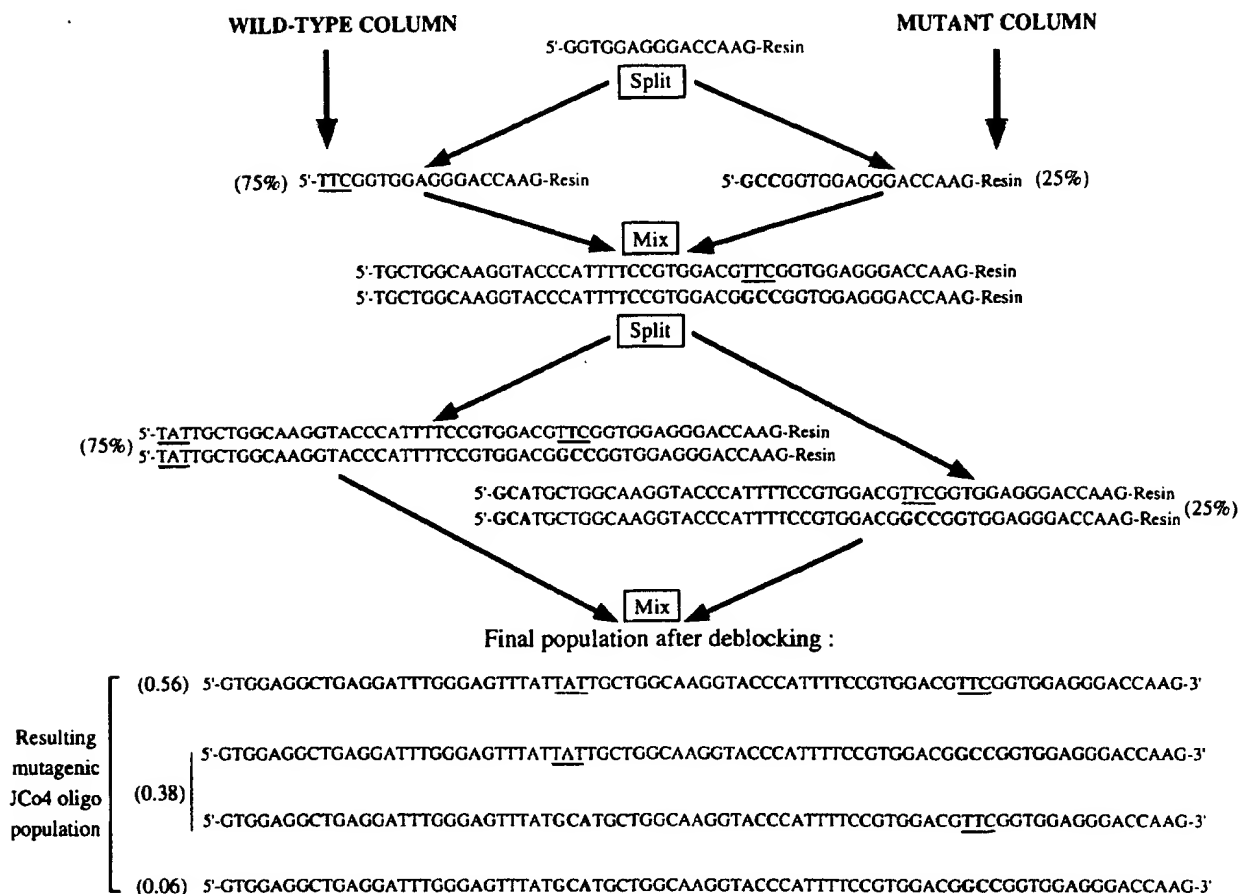 WILD-TYPE COLUMN
MUTANT COLUMN
5'-GGTGGAGGGACCAAG-Resin
Split
(75%) 5'-TTCGGTGGAGGGACCAAG-Resin
5'-GCCGGTGGAGGGACCAAG-Resin (25%)
Mix
5'-TGCTGGCAAGGTACCCATTTTCCGTGGACGTTCGGTGGAGGGACCAAG-Resin
5'-TGCTGGCAAGGTACCCATTTTCCGTGGACGGCCGGTGGAGGGACCAAG-Resin
Split
(75%)
5'-TATTGCTGGCAAGGTACCCATTTTCCGTGGACGTTCGGTGGAGGGACCAAG-Resin
5'-TATTGCTGGCAAGGTACCCATTTTCCGTGGACGGCCGGTGGAGGGACCAAG-Resin
5'-GCATGCTGGCAAGGTACCCATTTTCCGTGGACGTTCGGTGGAGGGACCAAG-Resin
5'-GCATGCTGGCAAGGTACCCATTTTCCGTGGACGGCCGGTGGAGGGACCAAG-Resin
(25%)
Mix
Final population after deblocking :
Resulting
mutagenic
JCo4 oligo
population
(0.56) 5'-GTGGAGGCTGAGGATTTGGGAGTTTATTATTGCTGGCAAGGTACCCATTTTCCGTGGACGTTCGGTGGAGGGACCAAG-3'
5'-GTGGAGGCTGAGGATTTGGGAGTTTATTATTGCTGGCAAGGTACCCATTTTCCGTGGACGGCCGGTGGAGGGACCAAG-3'
(0.38)
5'-GTGGAGGCTGAGGATTTGGGAGTTTATGCATGCTGGCAAGGTACCCATTTTCCGTGGACGTTCGGTGGAGGGACCAAG-3'
(0.06) 5'-GTGGAGGCTGAGGATTTGGGAGTTTATGCATGCTGGCAAGGTACCCATTTTCCGTGGACGGCCGGTGGAGGGACCAAG-3'